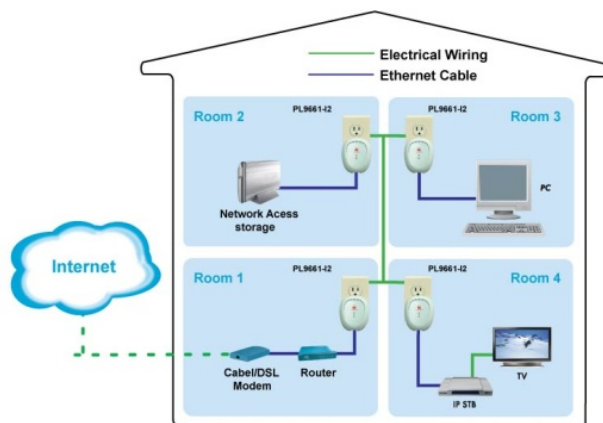 Electrical Wiring
Ethernet Cable
Room 2
PL9661-I2
Network Acess
storage
PL9661-I2
Room 3
PC
Internet
Room 1
PL9661-I2
Cabel/DSL
Modem
Router
PL9661-I2
Room 4
IP STB
TV